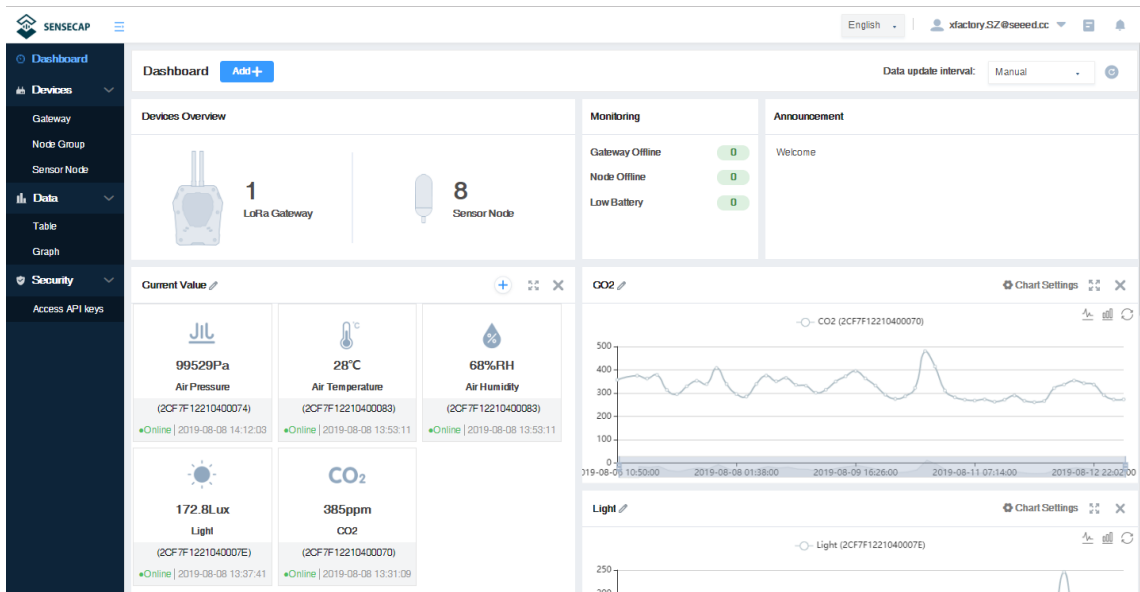 SENSECAP
English
xfactory.SZ@seeed.cc
Dashboard
Devices
Gateway
Node Group
Sensor Node
Data
Table
Graph
Security
Access API keys
Dashboard
Add+
Data update interval:
Manual
Devices Overview
1
LoRa Gateway
8
Sensor Node
Monitoring
Gateway Offline 0
Node Offline 0
Low Battery 0
Announcement
Welcome
Current Value
°C
%
99529Pa
Air Pressure
(2CF7F12210400074)
Online | 2019-08-08 14:12:03
28°C
Air Temperature
(2CF7F12210400083)
Online | 2019-08-08 13:53:11
68%RH
Air Humidity
(2CF7F12210400083)
Online | 2019-08-08 13:53:11
172.8Lux
Light
(2CF7F1221040007E)
Online | 2019-08-08 13:37:41
CO2
385ppm
CO2
(2CF7F12210400070)
Online | 2019-08-08 13:31:09
CO2
Chart Settings
CO2 (2CF7F12210400070)
500
400
300
200
100
0
10:50:00
2019-08-08 01:38:00
2019-08-09 16:26:00
2019-08-11 07:14:00
2019-08-12 22:02:00
Light
Chart Settings
Light (2CF7F1221040007E)
250
200